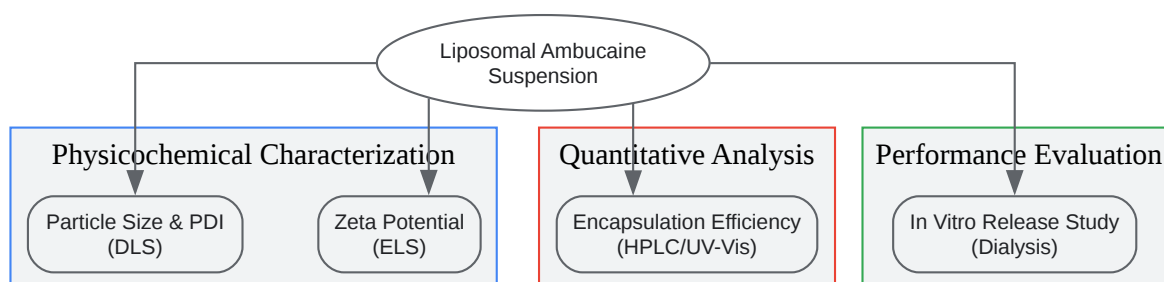 Liposomal Ambucaine
Suspension
Physicochemical Characterization
Particle Size & PDI
(DLS)
Zeta Potential
(ELS)
Quantitative Analysis
Encapsulation Efficiency
(HPLC/UV-Vis)
Performance Evaluation
In Vitro Release Study
(Dialysis)